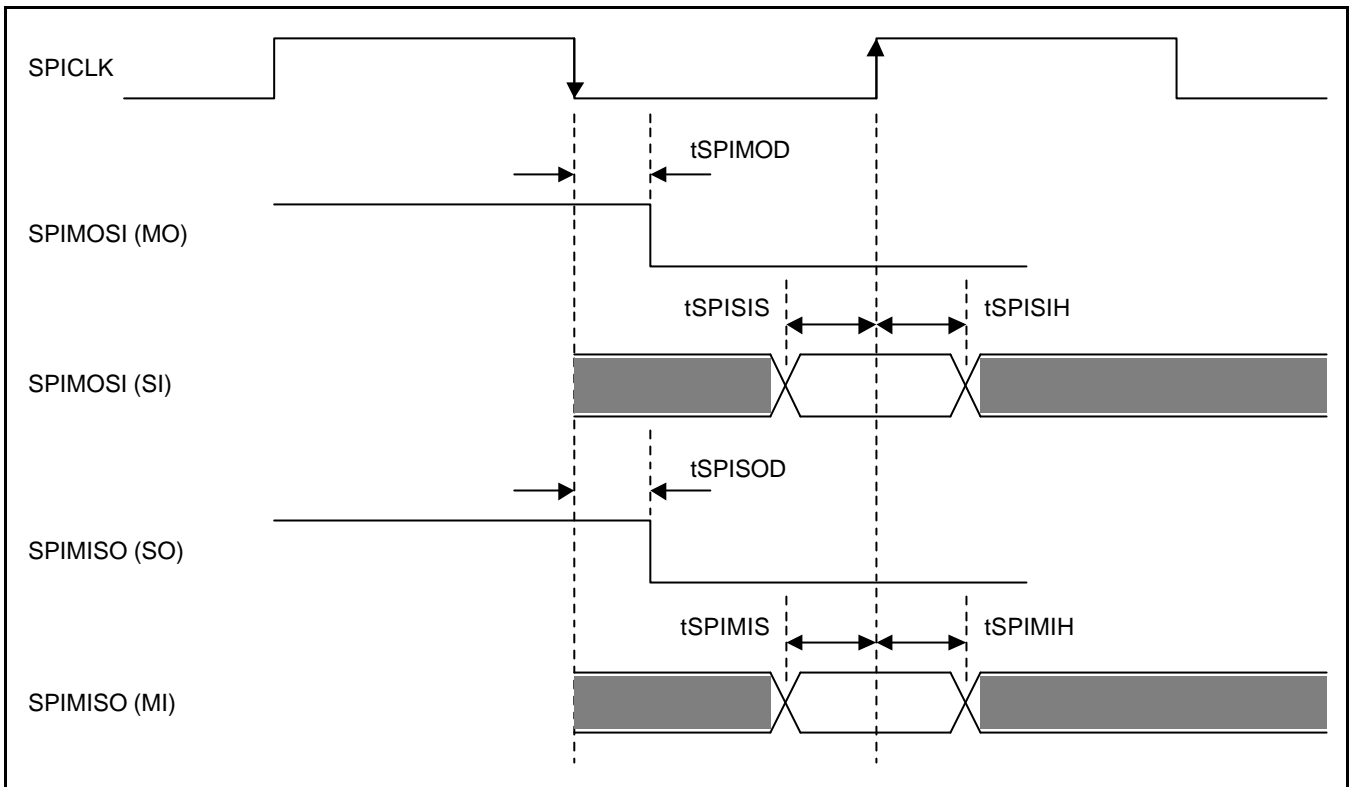 SPICLK
tSPIMOD
SPIMOSI (MO)
tSPISIS tSPISIH
SPIMOSI (SI)
tSPISOD
SPIMISO (SO)
tSPIMIS tSPIMIH
SPIMISO (MI)